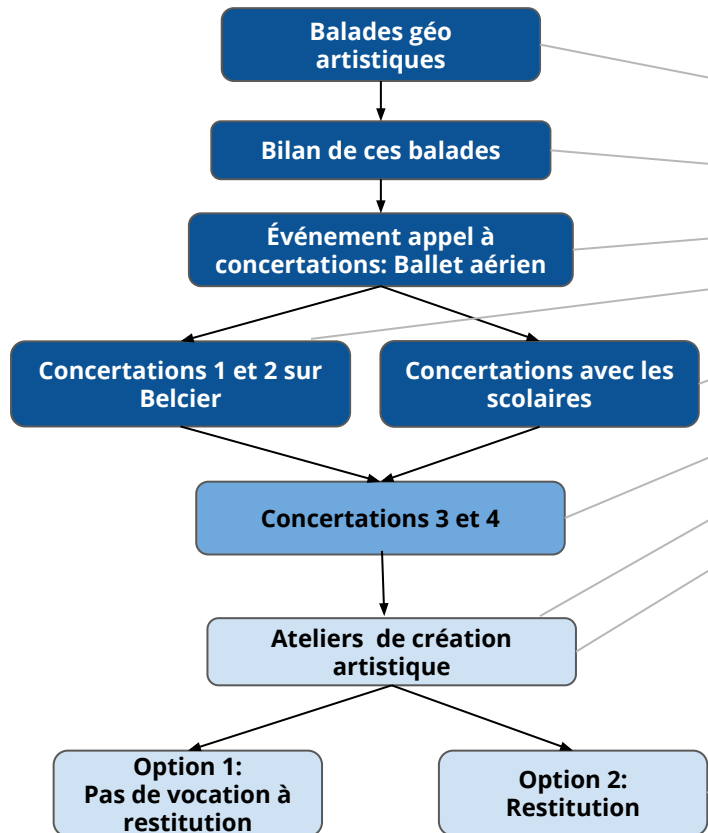 Balades géo
artistiques
Bilan de ces balades
Événement appel à
concertations: Ballet aérien
Concertations 1 et 2 sur
Belcier
Concertations avec les
scolaires
Concertations 3 et 4
Ateliers  de création
artistique
Option 1:
Pas de vocation à
restitution
Option 2:
Restitution